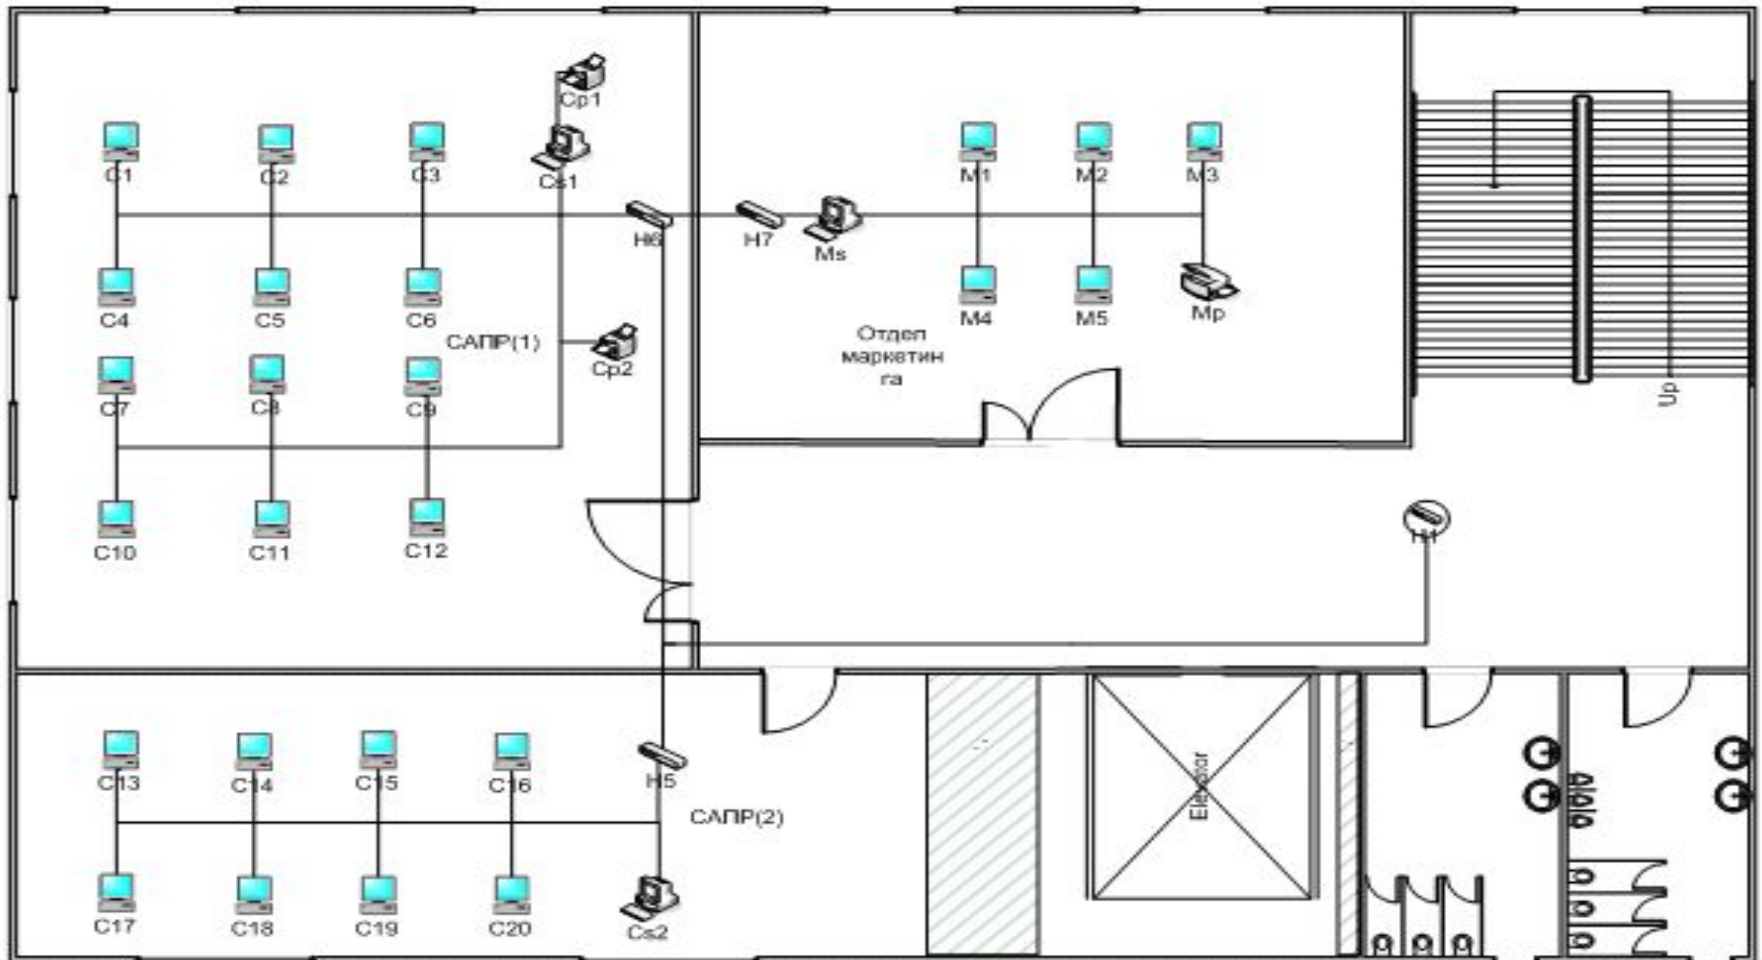 Cp1
C1
C2
C3
Cs1
M1
M2
M3
H6
H7
Ms
C4
C5
C6
САПР(1)
Cp2
M4
M5
Mp
Отдел
маркетин
га
Up
C7
C8
C9
C10
C11
C12
H1
C13
C14
C15
C16
H5
САПР(2)
Elevator
C17
C18
C19
C20
Cs2